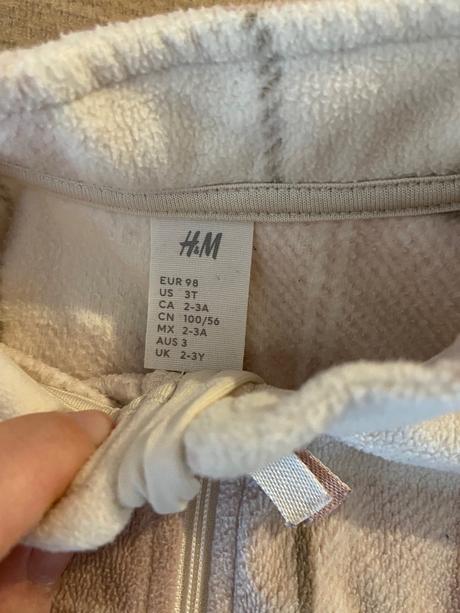 H&M
EUR 98
US 3T
CA 2-3A
CN 100/56
MX 2-3A
AUS 3
UK 2-3Y